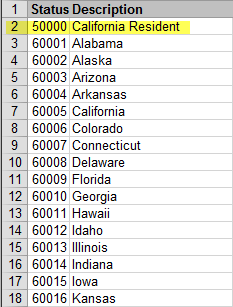 1 Status Description
2 50000 California Resident
3 60001 Alabama
4 60002 Alaska
5 60003 Arizona
6 60004 Arkansas
7 60005 California
8 60006 Colorado
9 60007 Connecticut
10 60008 Delaware
11 60009 Florida
12 60010 Georgia
13 60011 Hawaii
14 60012 Idaho
15 60013 Illinois
16 60014 Indiana
17 60015 Iowa
18 60016 Kansas